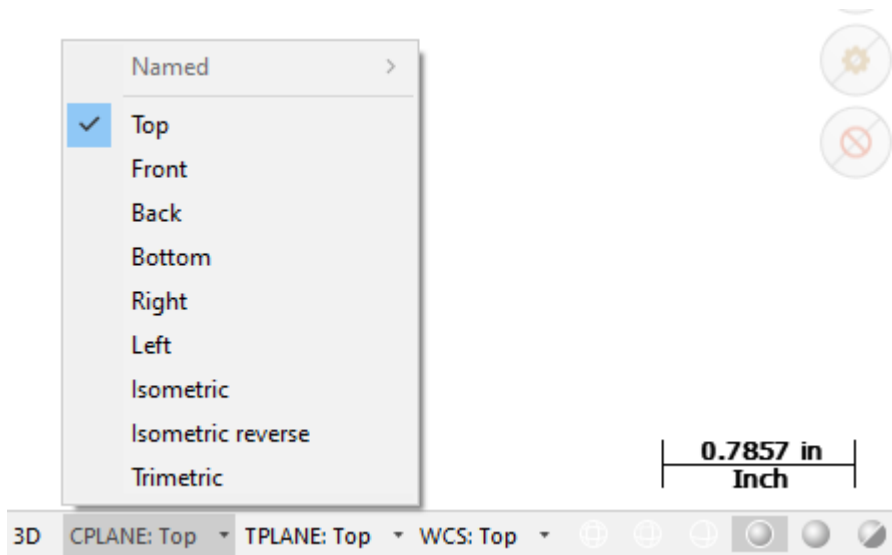 Named
Top
Front
Back
Bottom
Right
Left
Isometric
Isometric reverse
Trimetric
0.7857 in
Inch
3D CPLANE: Top TPLANE: Top WCS: Top